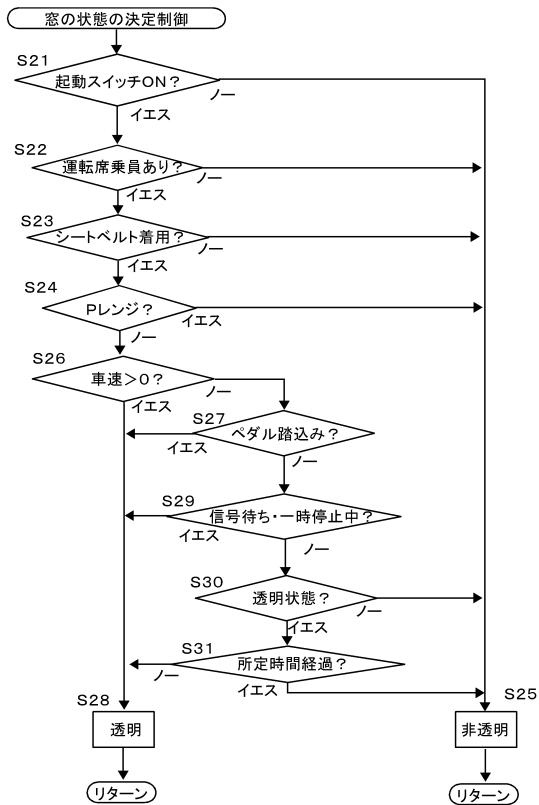 窓の状態の決定制御
S21
起動スイッチON？
ノー
イエス
S22
運転席乗員あり？
ノー
イエス
S23
シートベルト着用？
ノー
イエス
S24
Pレンジ？
イエス
ノー
S26
車速＞0？
ノー
イエス
S27
ペダル踏込み？
イエス
ノー
S29
信号待ち・一時停止中？
イエス
ノー
S30
透明状態？
ノー
イエス
S31
所定時間経過？
ノー
イエス
S28
透明
S25
非透明
リターン
リターン